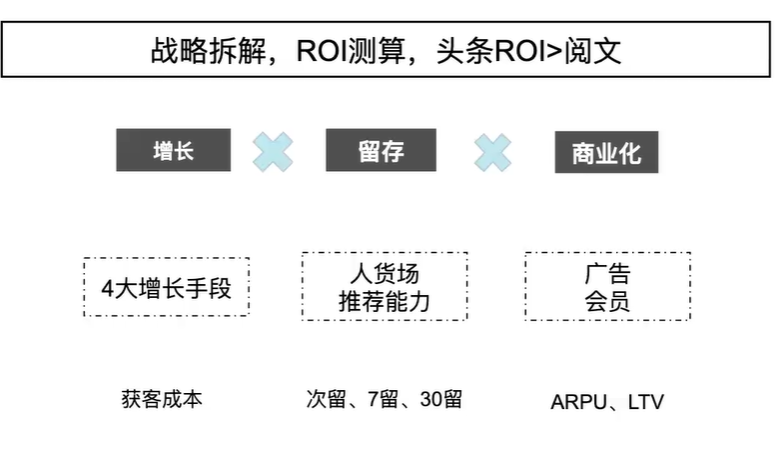 战略拆解，ROI测算，头条ROI>阅文
增长 留存 商业化
4大增长手段
人货场
推荐能力
广告
会员
获客成本 次留、7留、30留 ARPU、LTV